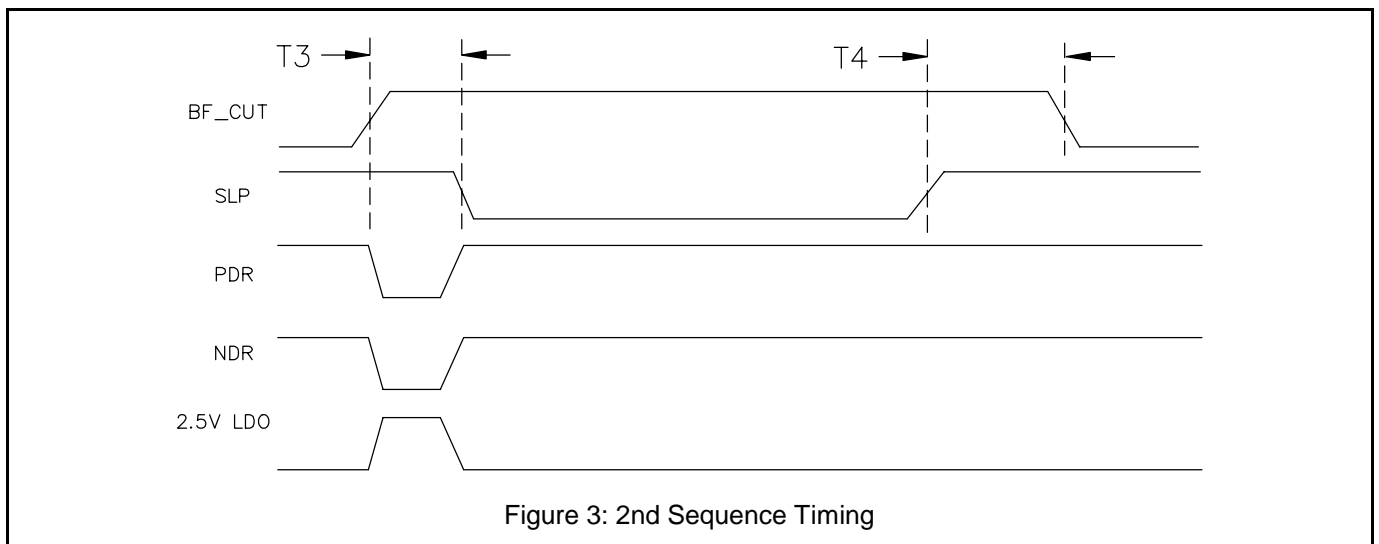 T3 T4
BF_CUT
SLP
PDR
NDR
2.5V LDO
Figure 3: 2nd Sequence Timing